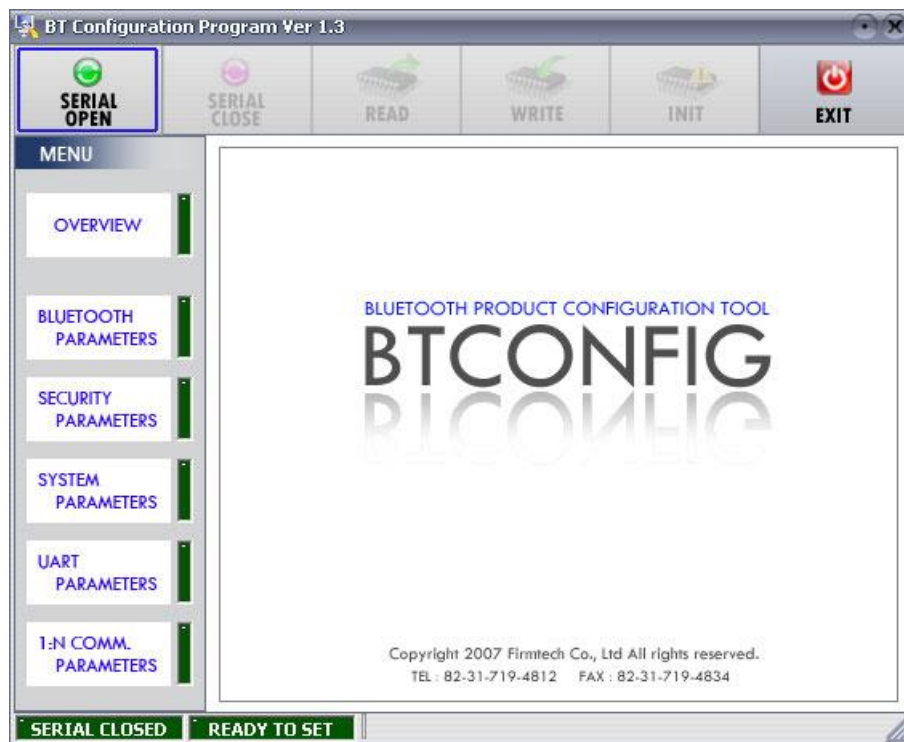 BT Configuration Program Ver 1.3
SERIAL
OPEN
SERIAL
CLOSE
READ
WRITE
INIT
EXIT
MENU
OVERVIEW
BLUETOOTH
PARAMETERS
SECURITY
PARAMETERS
SYSTEM
PARAMETERS
UART
PARAMETERS
1:N COMM.
PARAMETERS
BLUETOOTH PRODUCT CONFIGURATION TOOL
BTCONFIG
Copyright 2007 Firmtech Co., Ltd All rights reserved.
TEL : 82-31-719-4812 FAX : 82-31-719-4834
SERIAL CLOSED
READY TO SET